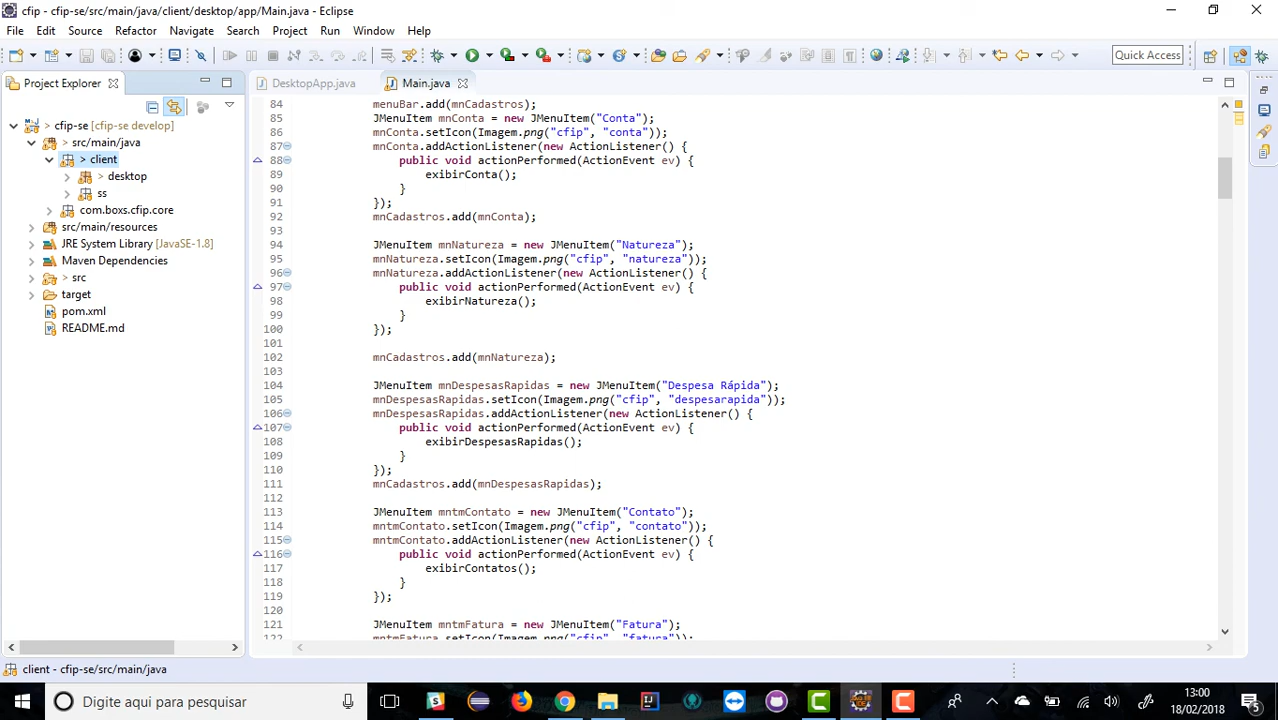 cfip - cfip-se/src/main/java/client/desktop/app/Main.java - Eclipse
File Edit Source Refactor Navigate Search Project Run Window Help
Quick Access
Project Explorer
DesktopApp.java
Main.java
> cfip-se [cfip-se develop]
> src/main/java
> client
> desktop
ss
com.boxs.cfip.core
src/main/resources
JRE System Library [JavaSE-1.8]
Maven Dependencies
> src
target
pom.xml
README.md
84 menuBar.add(mnCadastros);
85 JMenuItem mnConta = new JMenuItem("Conta");
86 mnConta.setIcon(Imagem.png("cfip", "conta"));
87 mnConta.addActionListener(new ActionListener() {
88 public void actionPerformed(ActionEvent ev) {
89 exibirConta();
90 }
91 });
92 mnCadastros.add(mnConta);
93
94 JMenuItem mnNatureza = new JMenuItem("Natureza");
95 mnNatureza.setIcon(Imagem.png("cfip", "natureza"));
96 mnNatureza.addActionListener(new ActionListener() {
97 public void actionPerformed(ActionEvent ev) {
98 exibirNatureza();
99 }
100 });
101
102 mnCadastros.add(mnNatureza);
103
104 JMenuItem mnDespesasRapidas = new JMenuItem("Despesa Rápida");
105 mnDespesasRapidas.setIcon(Imagem.png("cfip", "despesarapida"));
106 mnDespesasRapidas.addActionListener(new ActionListener() {
107 public void actionPerformed(ActionEvent ev) {
108 exibirDespesasRapidas();
109 }
110 });
111 mnCadastros.add(mnDespesasRapidas);
112
113 JMenuItem mntmContato = new JMenuItem("Contato");
114 mntmContato.setIcon(Imagem.png("cfip", "contato"));
115 mntmContato.addActionListener(new ActionListener() {
116 public void actionPerformed(ActionEvent ev) {
117 exibirContatos();
118 }
119 });
120
121 JMenuItem mntmFatura = new JMenuItem("Fatura");
122 mntmFatura.setIcon(Imagem.png("cfip", "fatura"));
client - cfip-se/src/main/java
Digite aqui para pesquisar
13:00
18/02/2018
5